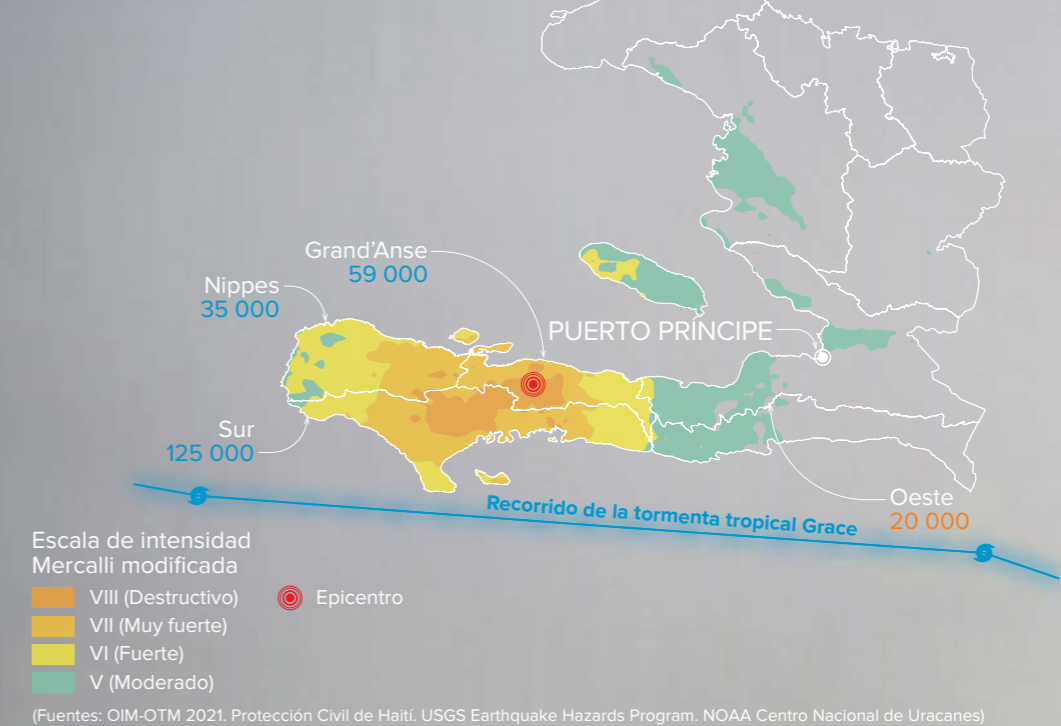 Grand'Anse
59 000
Nippes
35 000
PUERTO PRÍNCIPE
Sur
125 000
Recorrido de la tormenta tropical Grace
Oeste
20 000
Escala de intensidad
Mercalli modificada
VIII (Destructivo)
Epicentro
VII (Muy fuerte)
VI (Fuerte)
V (Moderado)
(Fuentes: OIM-OTM 2021. Protección Civil de Haití. USGS Earthquake Hazards Program. NOAA Centro Nacional de Uracanes)